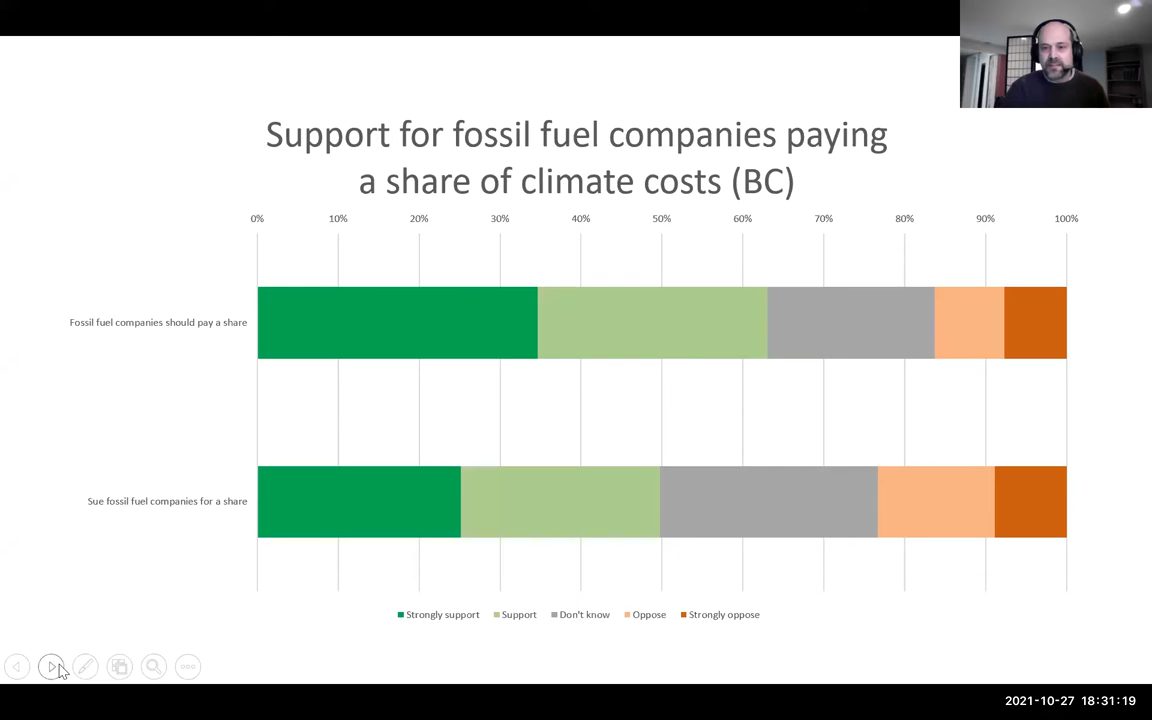 Support for fossil fuel companies paying
a share of climate costs (BC)
0% 10% 20% 30% 40% 50% 60% 70% 80% 90% 100%
Fossil fuel companies should pay a share
Sue fossil fuel companies for a share
Strongly support Support Don't know Oppose Strongly oppose
2021-10-27 18:31:19